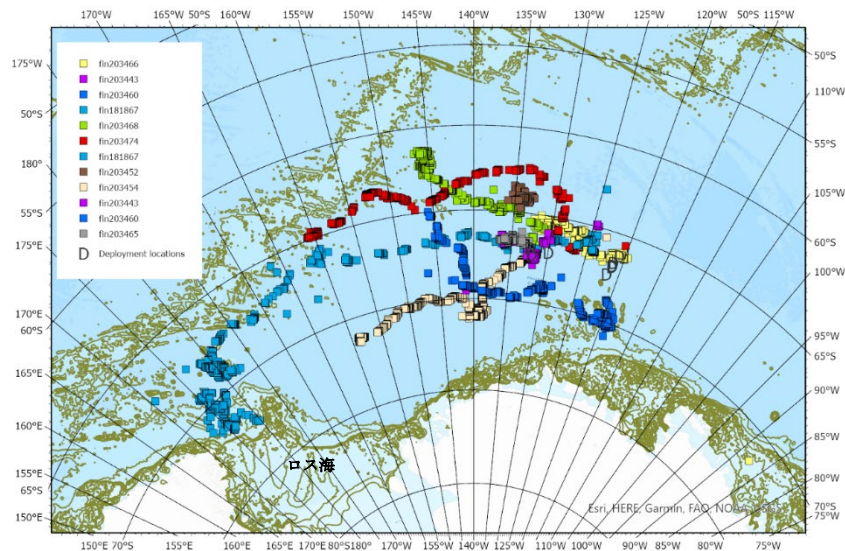 170°W 165°W 160°W 155°W 150°W 145°W 140°W 135°W 130°W 125°W 120°W 50°S 115°W
175°W
50°S
180°
55°S
175°E
170°E
60°S
165°E
160°E
155°E
65°S
150°E
fin203466
fin203443
fin203460
fin181867
fin203468
fin203474
fin181867
fin203452
fin203454
fin203443
fin203460
fin203465
D Deployment locations
D
D
ロス海
50°S
110°W
55°S
105°W
60°S
100°W
95°W
65°S
90°W
85°W
80°W
70°S
75°W
Esri, HERE, Garmin, FAO, NOAA,
150°E 70°S 155°E 160°E 165°E 170°E 180° 155°W 140°W 125°W 110°W 100°W 90°W 85°W 80°W 75°S 75°W